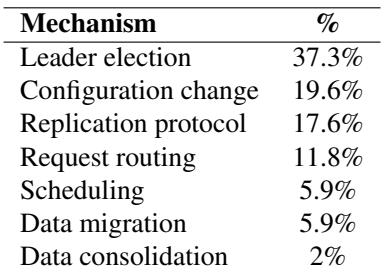 Mechanism %
Leader election 37.3%
Configuration change 19.6%
Replication protocol 17.6%
Request routing 11.8%
Scheduling 5.9%
Data migration 5.9%
Data consolidation 2%